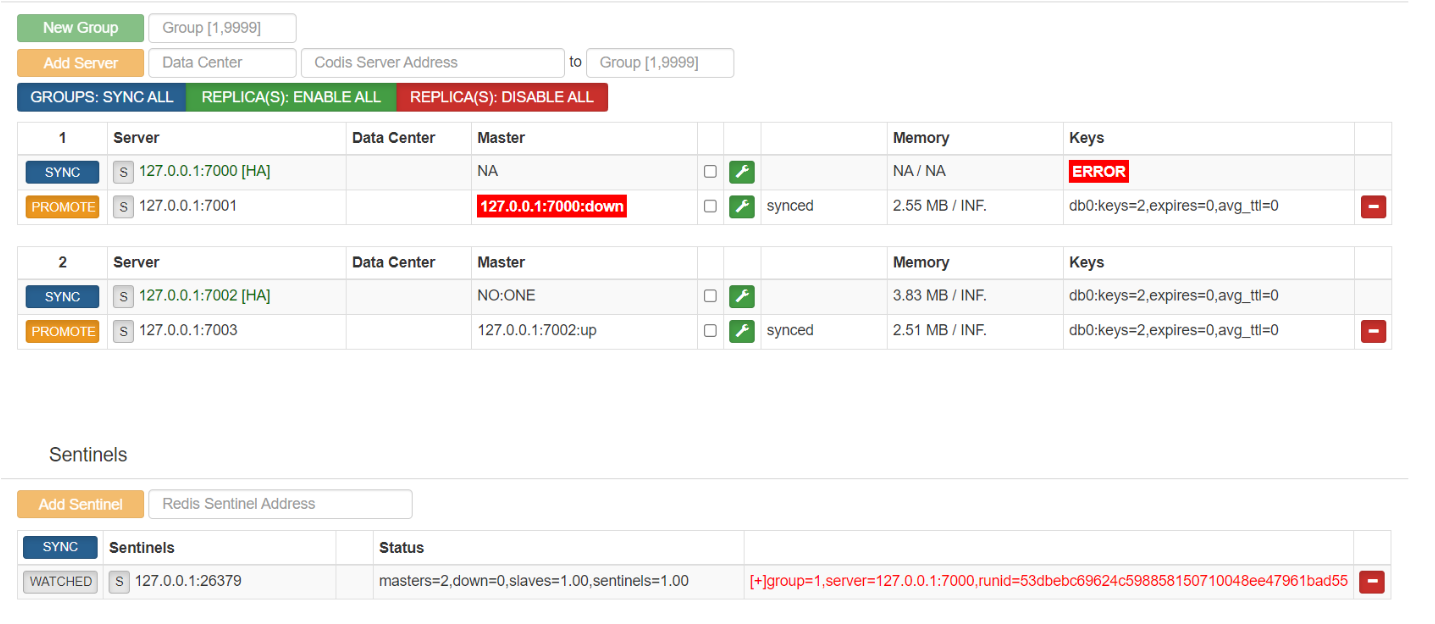 New Group Group [1,9999]
Add Server Data Center Codis Server Address to Group [1,9999]
GROUPS: SYNC ALL REPLICA(S): ENABLE ALL REPLICA(S): DISABLE ALL
1 Server Data Center Master Memory Keys
SYNC S 127.0.0.1:7000 [HA] NA NA / NA ERROR
PROMOTE S 127.0.0.1:7001 127.0.0.1:7000:down synced 2.55 MB / INF. db0:keys=2,expires=0,avg_ttl=0
2 Server Data Center Master Memory Keys
SYNC S 127.0.0.1:7002 [HA] NO:ONE 3.83 MB / INF. db0:keys=2,expires=0,avg_ttl=0
PROMOTE S 127.0.0.1:7003 127.0.0.1:7002:up synced 2.51 MB / INF. db0:keys=2,expires=0,avg_ttl=0
Sentinels
Add Sentinel Redis Sentinel Address
SYNC Sentinels Status
WATCHED S 127.0.0.1:26379 masters=2,down=0,slaves=1.00,sentinels=1.00 [+]group=1,server=127.0.0.1:7000,runid=53dbebc69624c598858150710048ee47961bad55